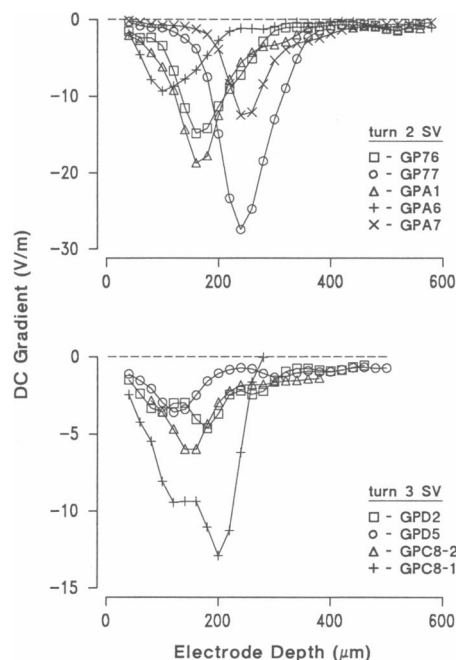 0
-10
-20
-30
DC Gradient (V/m)
turn 2 SV
□ - GP76
○ - GP77
△ - GPA1
+ - GPA6
× - GPA7
0 200 400 600
0
-5
-10
-15
turn 3 SV
□ - GPD2
○ - GPD5
△ - GPC8-2
+ - GPC8-1
0 200 400 600
Electrode Depth (μm)